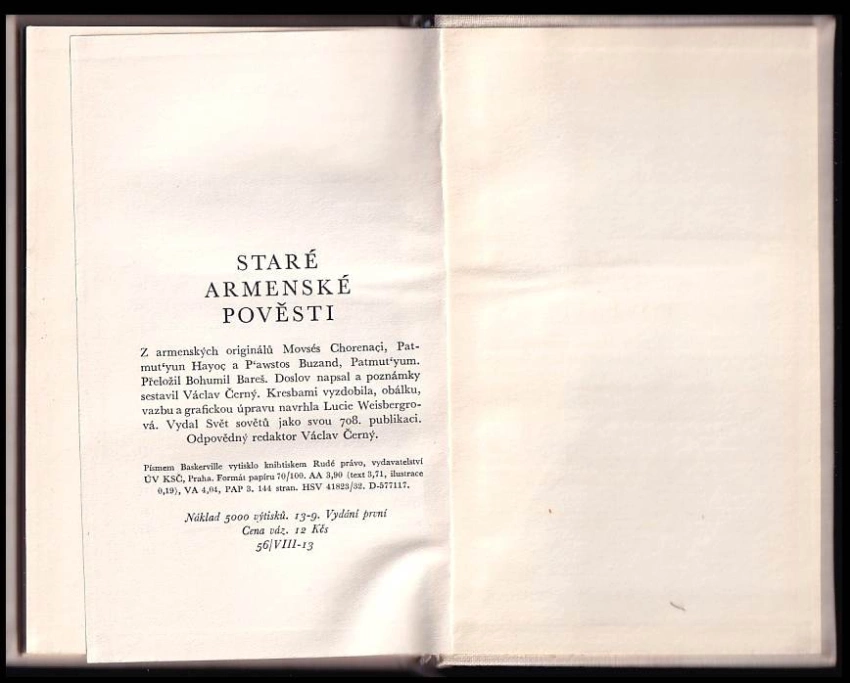 STARÉ
ARMENSKÉ
POVĚSTI
Z armenských originálů Movsés Chorenaçi, Pat-
mut‘yun Hayoç a P‘awstos Buzand, Patmut‘yum.
Přeložil Bohumil Bareš. Doslov napsal a poznámky
sestavil Václav Černý. Kresbami vyzdobila, obálku,
vazbu a grafickou úpravu navrhla Lucie Weisbergro-
vá. Vydal Svět sovětů jako svou 708. publikaci.
Odpovědný redaktor Václav Černý.
Písmem Baskerville vytisklo knihtiskem Rudé právo, vydavatelství
ÚV KSČ, Praha. Formát papíru 70/100. AA 3,90 (text 3,71, ilustrace
0,19), VA 4,04, PAP 3. 144 stran. HSV 41823/52. D-577117.
Náklad 5000 výtisků. 13-9. Vydání první
Cena váz. 12 Kčs
56/VIII-13